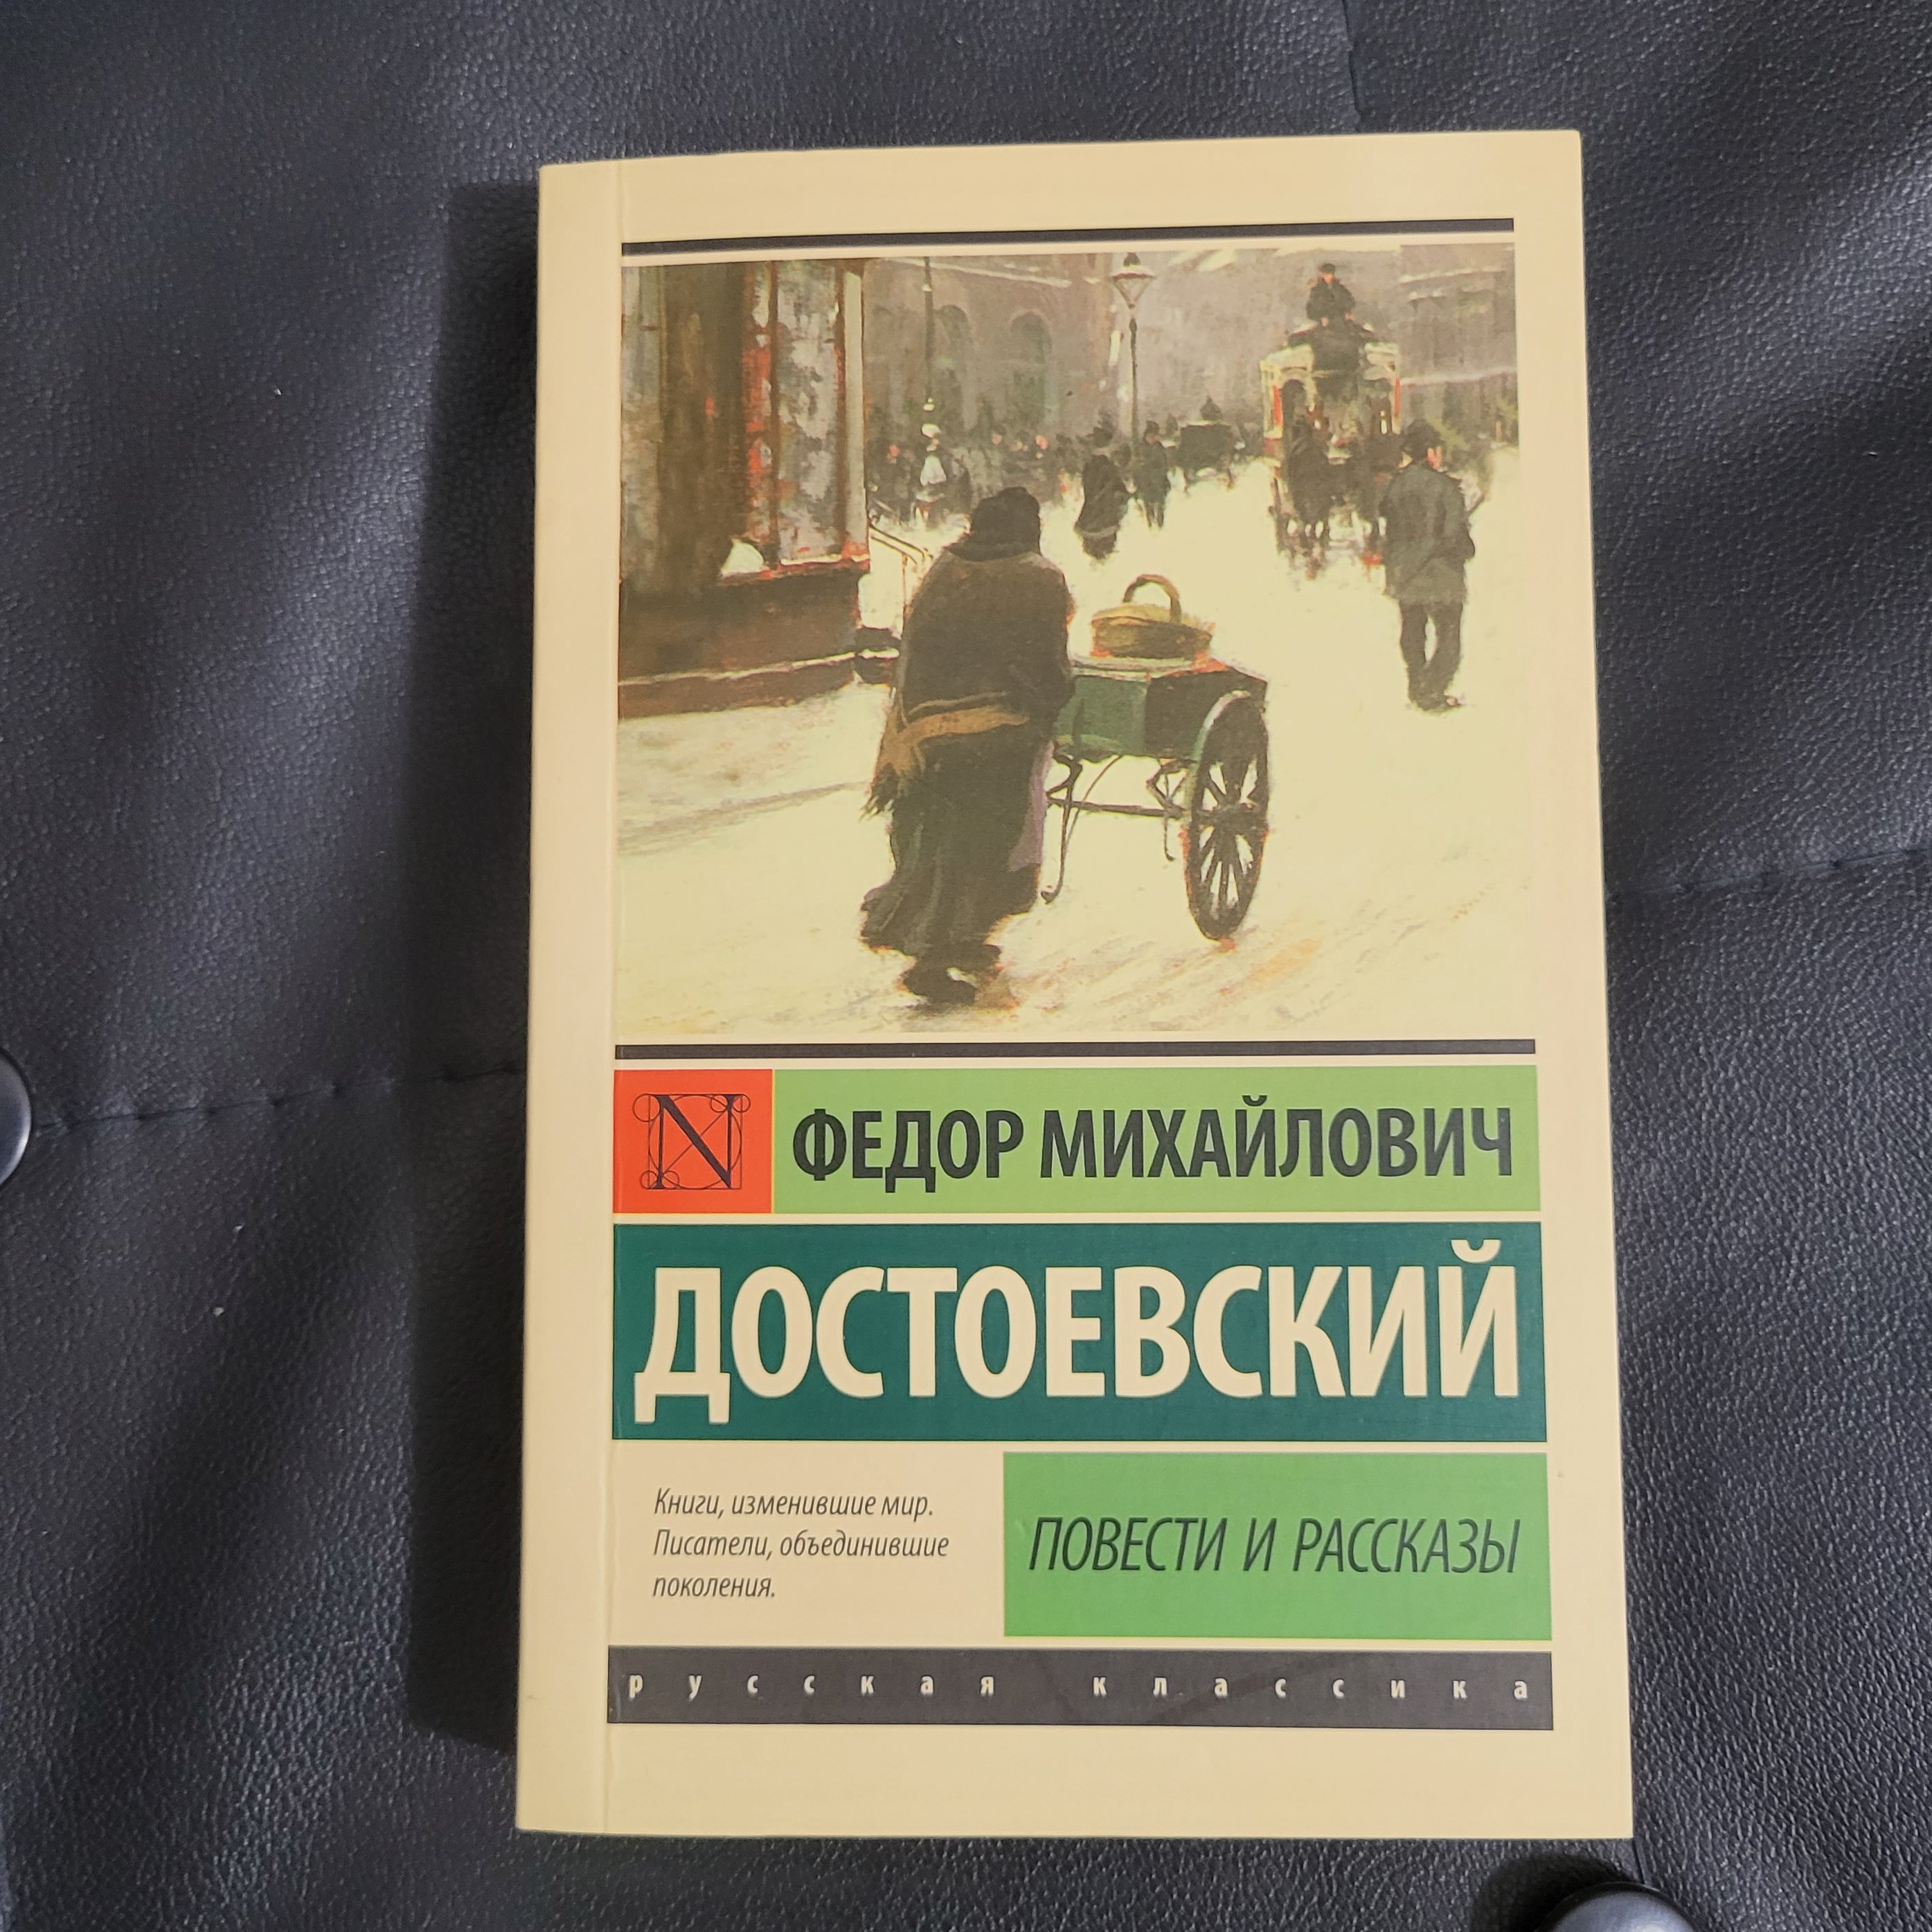 N
ФЕДОР МИХАЙЛОВИЧ
ДОСТОЕВСКИЙ
Книги, изменившие мир.
Писатели, объединившие
поколения.
ПОВЕСТИ И РАССКАЗЫ
русская классика